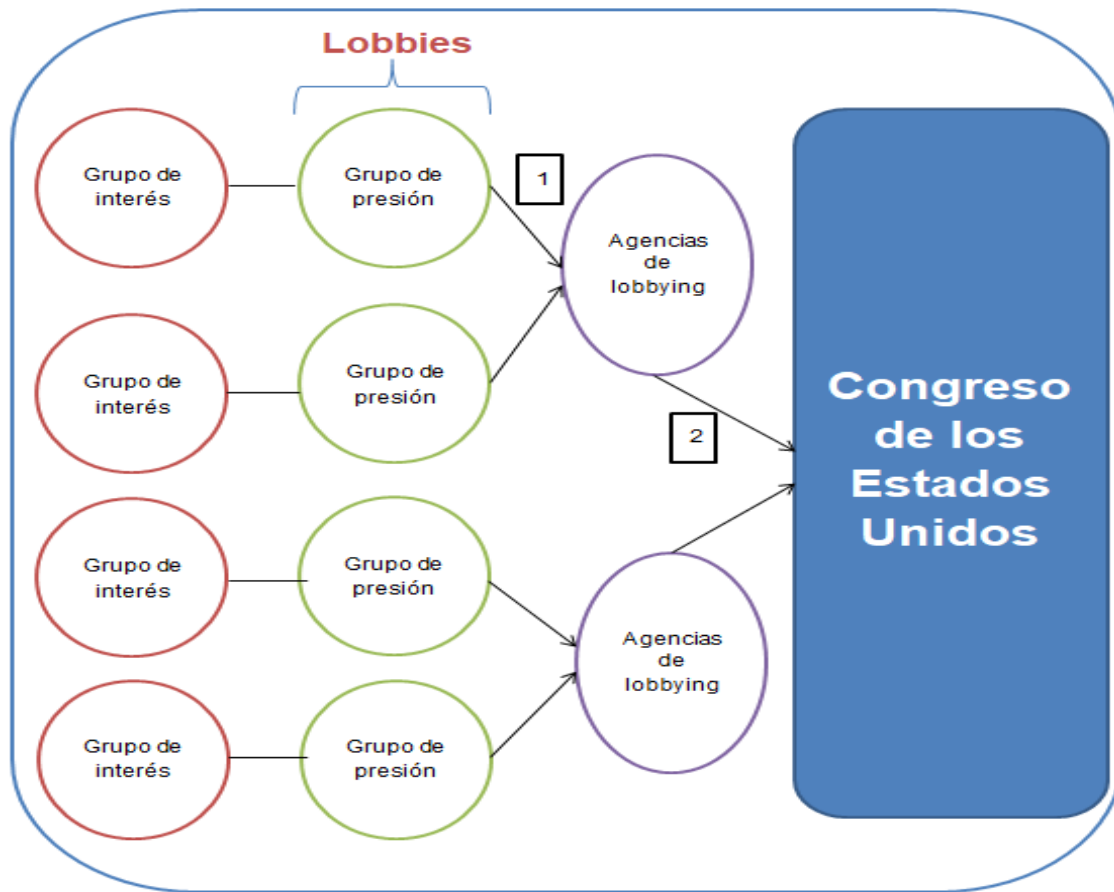 Lobbies
Grupo de
interés
Grupo de
presión
1
Agencias
de
lobbying
Grupo de
interés
Grupo de
presión
2
Congreso
de los
Estados
Unidos
Grupo de
interés
Grupo de
presión
Agencias
de
lobbying
Grupo de
interés
Grupo de
presión